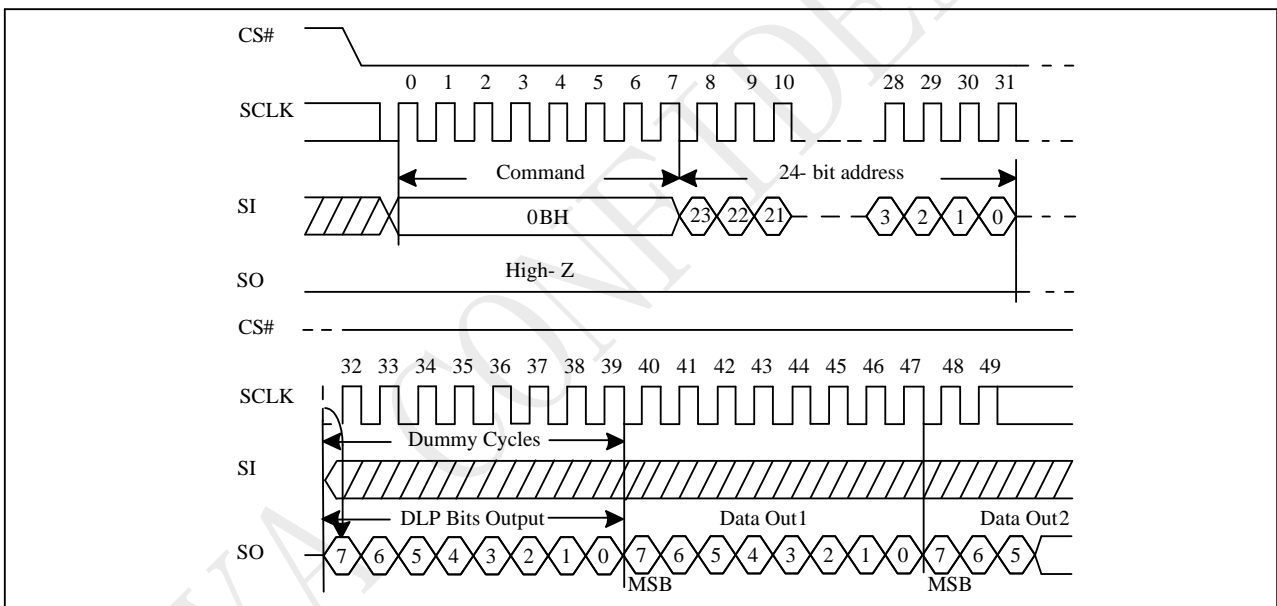 CS#
0 1 2 3 4 5 6 7 8 9 10 28 29 30 31
SCLK
Command 24- bit address
SI 0BH 23 22 21 3 2 1 0
SO High- Z
CS#
32 33 34 35 36 37 38 39 40 41 42 43 44 45 46 47 48 49
SCLK
Dummy Cycles
SI
DLP Bits Output Data Out1 Data Out2
SO 7 6 5 4 3 2 1 0 7 6 5 4 3 2 1 0 7 6 5
MSB MSB